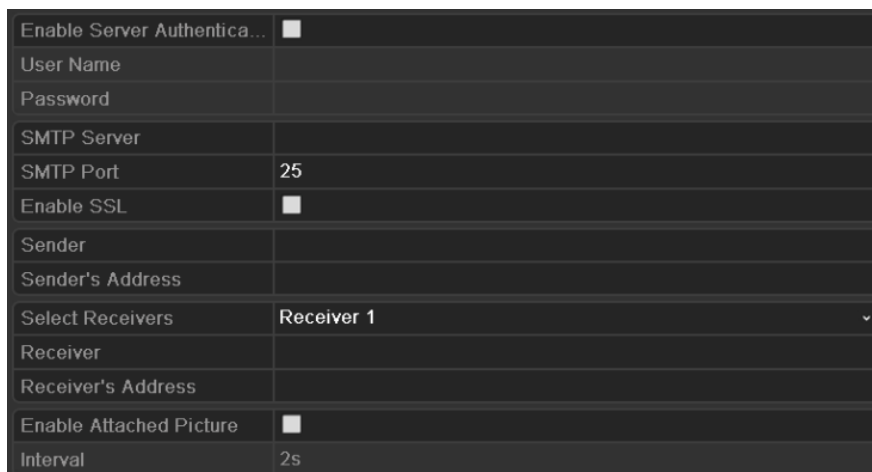 Enable Server Authentica...
User Name
Password
SMTP Server
SMTP Port 25
Enable SSL
Sender
Sender's Address
Select Receivers Receiver 1
Receiver
Receiver's Address
Enable Attached Picture
Interval 2s